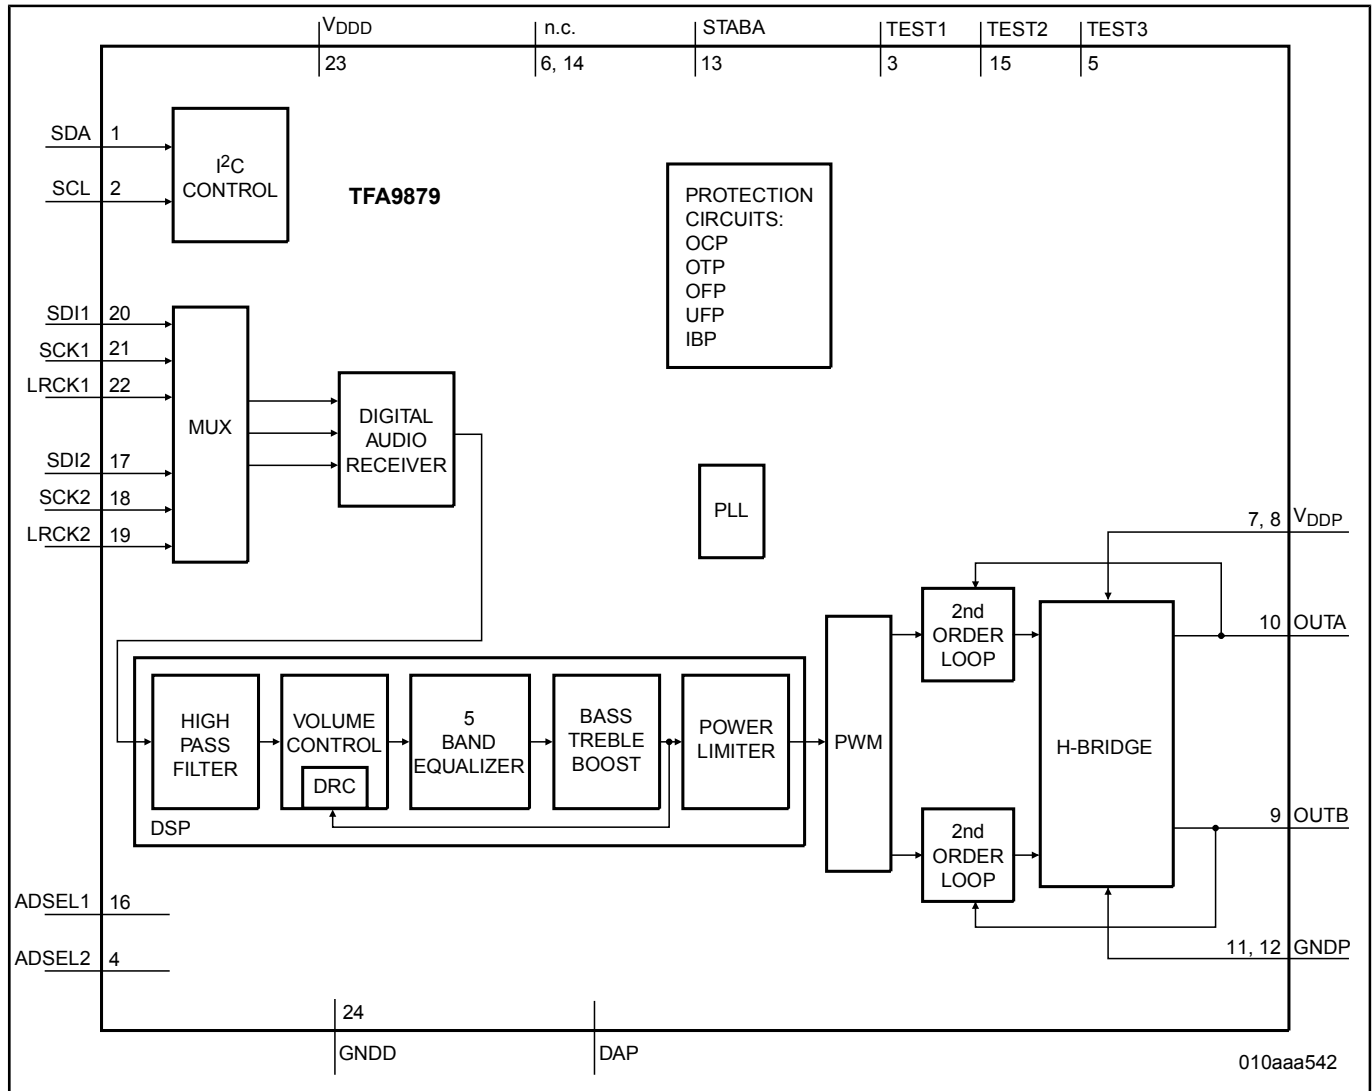 VDDD
n.c.
STABA
TEST1
TEST2
TEST3
23
6, 14
13
3
15
5
SDA
1
SCL
2
I2C
CONTROL
TFA9879
PROTECTION
CIRCUITS:
OCP
OTP
OFP
UFP
IBP
SDI1
20
SCK1
21
LRCK1
22
SDI2
17
SCK2
18
LRCK2
19
MUX
DIGITAL
AUDIO
RECEIVER
PLL
7, 8
VDDP
10
OUTA
9
OUTB
11, 12
GNDP
HIGH
PASS
FILTER
VOLUME
CONTROL
DRC
5
BAND
EQUALIZER
BASS
TREBLE
BOOST
POWER
LIMITER
DSP
PWM
2nd
ORDER
LOOP
2nd
ORDER
LOOP
H-BRIDGE
ADSEL1
16
ADSEL2
4
24
GNDD
DAP
010aaa542